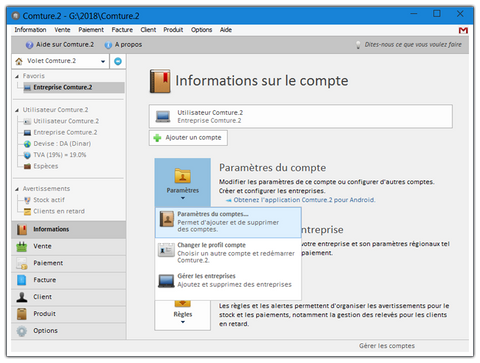 Comture.2 - G:\2018\Comture.2
Information Vente Paiement Facture Client Produit Options Aide
Aide sur Comture.2 A propos
Dites-nous ce que vous voulez faire
Volet Comture.2
Favoris
Entreprise Comture.2
Utilisateur Comture.2
Utilisateur Comture.2
Entreprise Comture.2
Devise : DA (Dinar)
TVA (19%) = 19.0%
Espèces
Avertissements
Stock actif
Clients en retard
Informations
Vente
Paiement
Facture
Client
Produit
Options
Informations sur le compte
Utilisateur Comture.2
Entreprise Comture.2
Ajouter un compte
Paramètres
Paramètres du compte
Modifier les paramètres de ce compte ou configurer d'autres comptes.
Créer et configurer les entreprises.
Obtenez l'application Comture.2 pour Android.
Paramètres du comptes...
Permet d'ajouter et de supprimer
des comptes.
Changer le profil compte
Choisir un autre compte et redémarrer
Comture.2.
Gérer les entreprises
Ajoutez et supprimez des entreprises
entreprise
votre entreprise et son paramètres régionaux tel
paiement.
Règles
Les règles et les alertes permettent d'organiser les avertissements pour le
stock et les paiements, notamment la gestion des relevés pour les clients
en retard.
Gérer les comptes